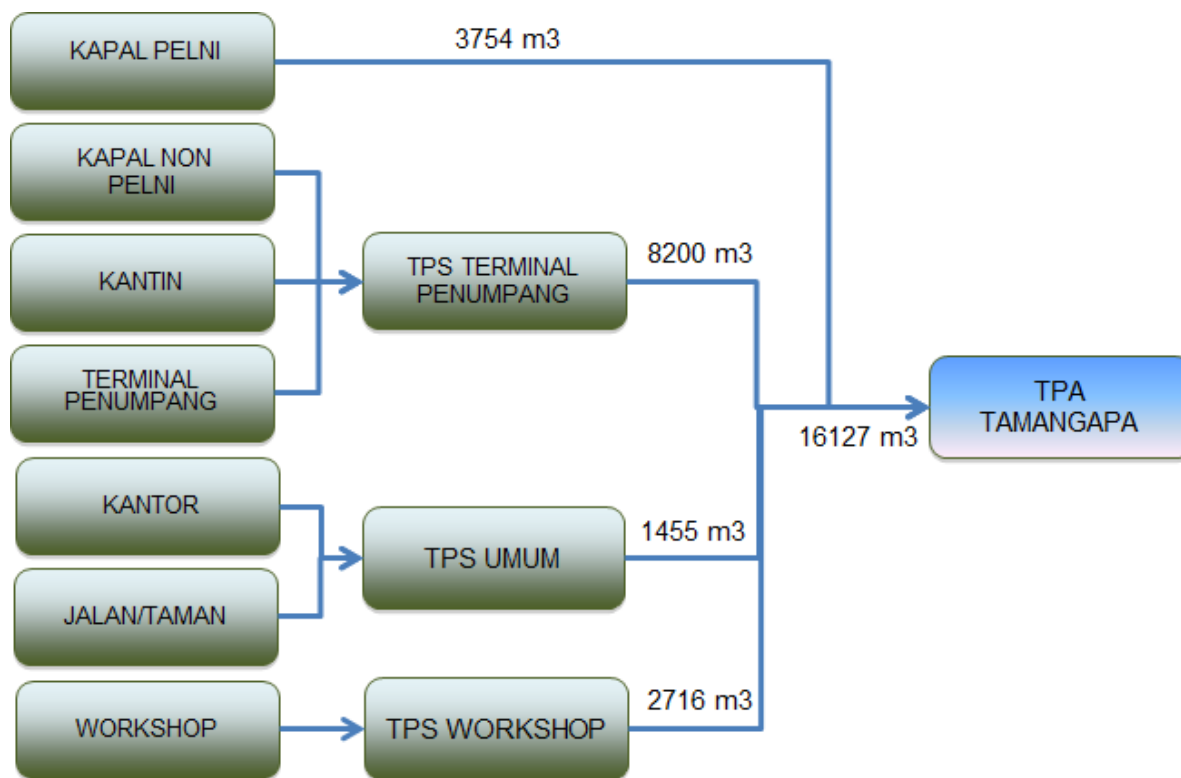 KAPAL PELNI
3754 m3
KAPAL NON
PELNI
KANTIN
TPS TERMINAL
PENUMPANG
8200 m3
TERMINAL
PENUMPANG
TPA
TAMANGAPA
16127 m3
KANTOR
JALAN/TAMAN
TPS UMUM
1455 m3
WORKSHOP
TPS WORKSHOP
2716 m3